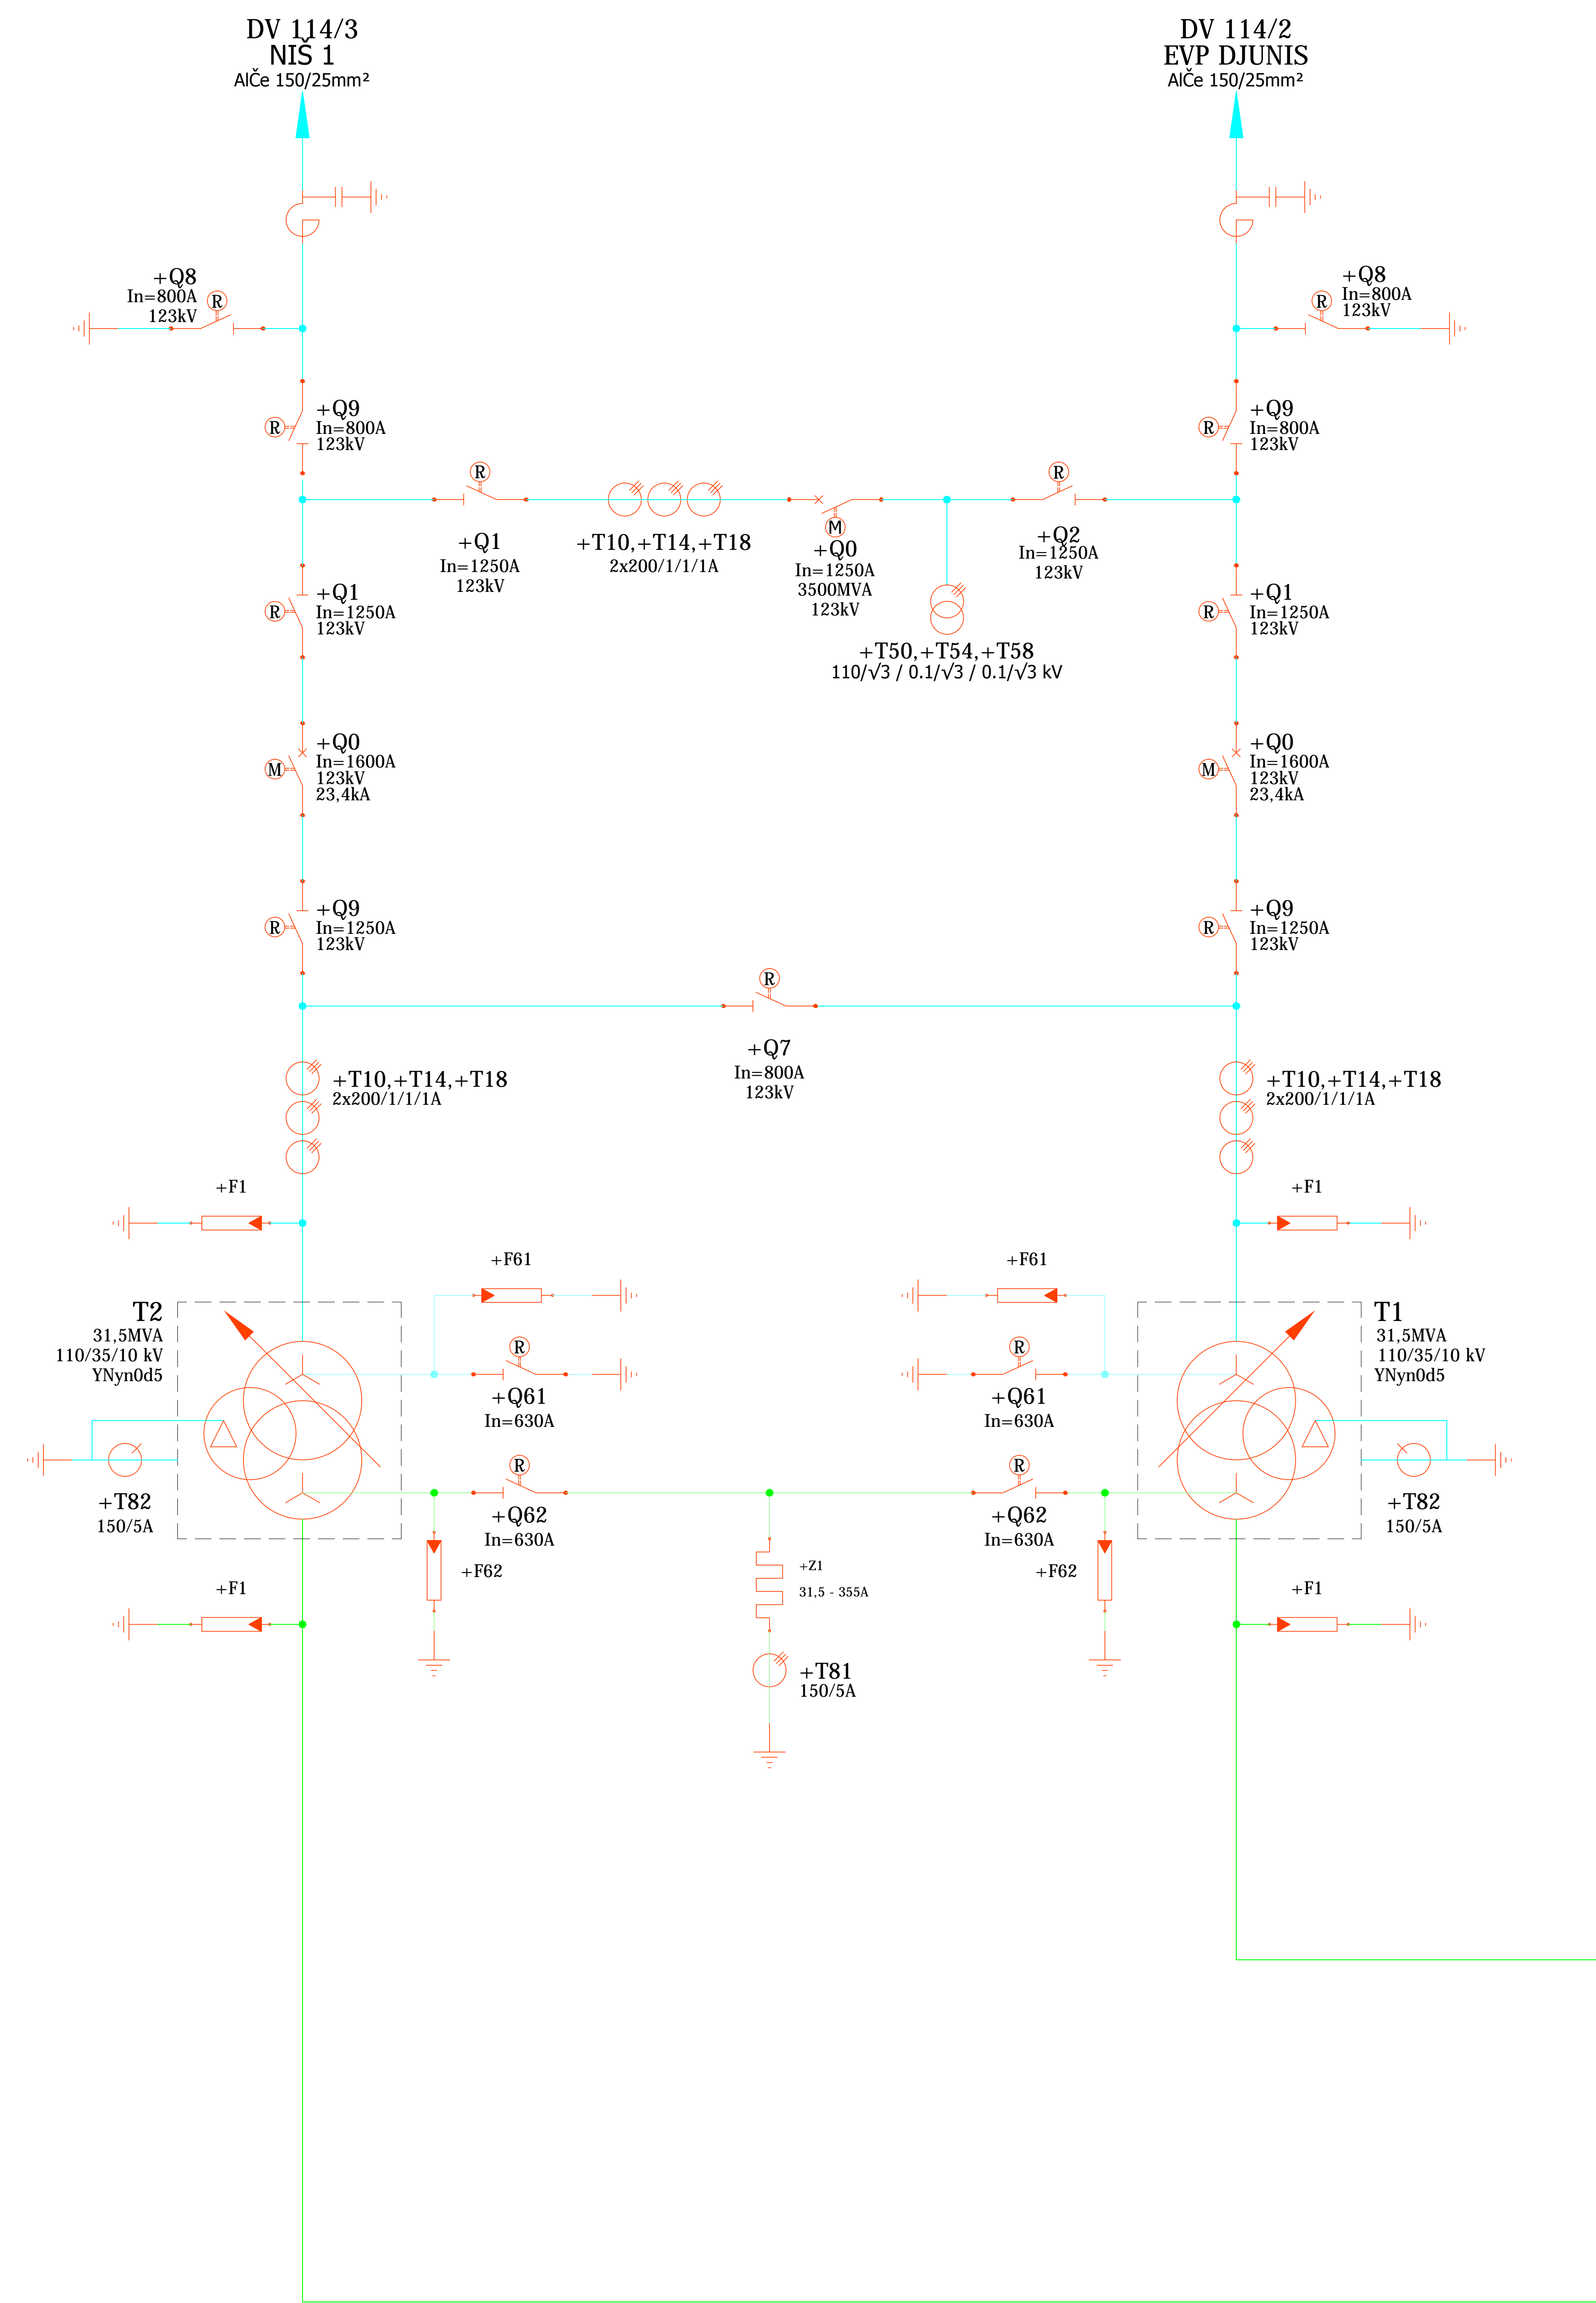 DV 114/3
NIŠ 1
AlČe 150/25mm²
DV 114/2
EVP DJUNIS
AlČe 150/25mm²
+Q8
In=800A
123kV
R
R
+Q8
In=800A
123kV
R
+Q9
In=800A
123kV
R
+Q9
In=800A
123kV
R
+Q1
In=1250A
123kV
+T10,+T14,+T18
2x200/1/1/1A
M
+Q0
In=1250A
3500MVA
123kV
R
+Q2
In=1250A
123kV
+T50,+T54,+T58
110/√3 / 0.1/√3 / 0.1/√3 kV
R
+Q1
In=1250A
123kV
R
+Q1
In=1250A
123kV
M
+Q0
In=1600A
123kV
23,4kA
M
+Q0
In=1600A
123kV
23,4kA
R
+Q9
In=1250A
123kV
R
+Q9
In=1250A
123kV
R
+Q7
In=800A
123kV
+T10,+T14,+T18
2x200/1/1/1A
+T10,+T14,+T18
2x200/1/1/1A
+F1
+F1
+F61
+F61
T2
31,5MVA
110/35/10 kV
YNyn0d5
T1
31,5MVA
110/35/10 kV
YNyn0d5
R
+Q61
In=630A
R
+Q61
In=630A
R
+Q62
In=630A
R
+Q62
In=630A
+T82
150/5A
+T82
150/5A
+F62
+F62
+Z1
31,5 - 355A
+F1
+F1
+T81
150/5A